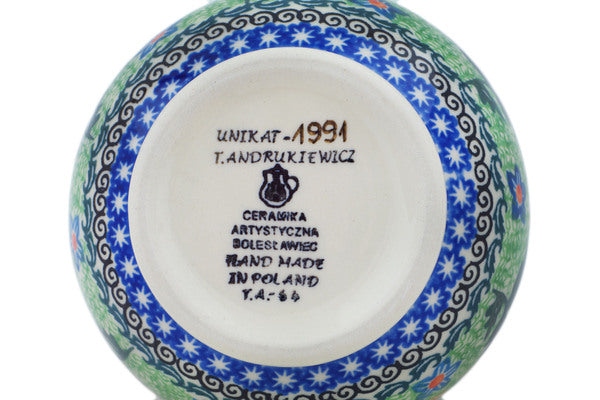 UNIKAT-1991
T.ANDRUKIEWICZ
CERAMIKA
ARTYSTYCZNA
BOLESŁAWIEC
HAND MADE
IN POLAND
T.A.-64